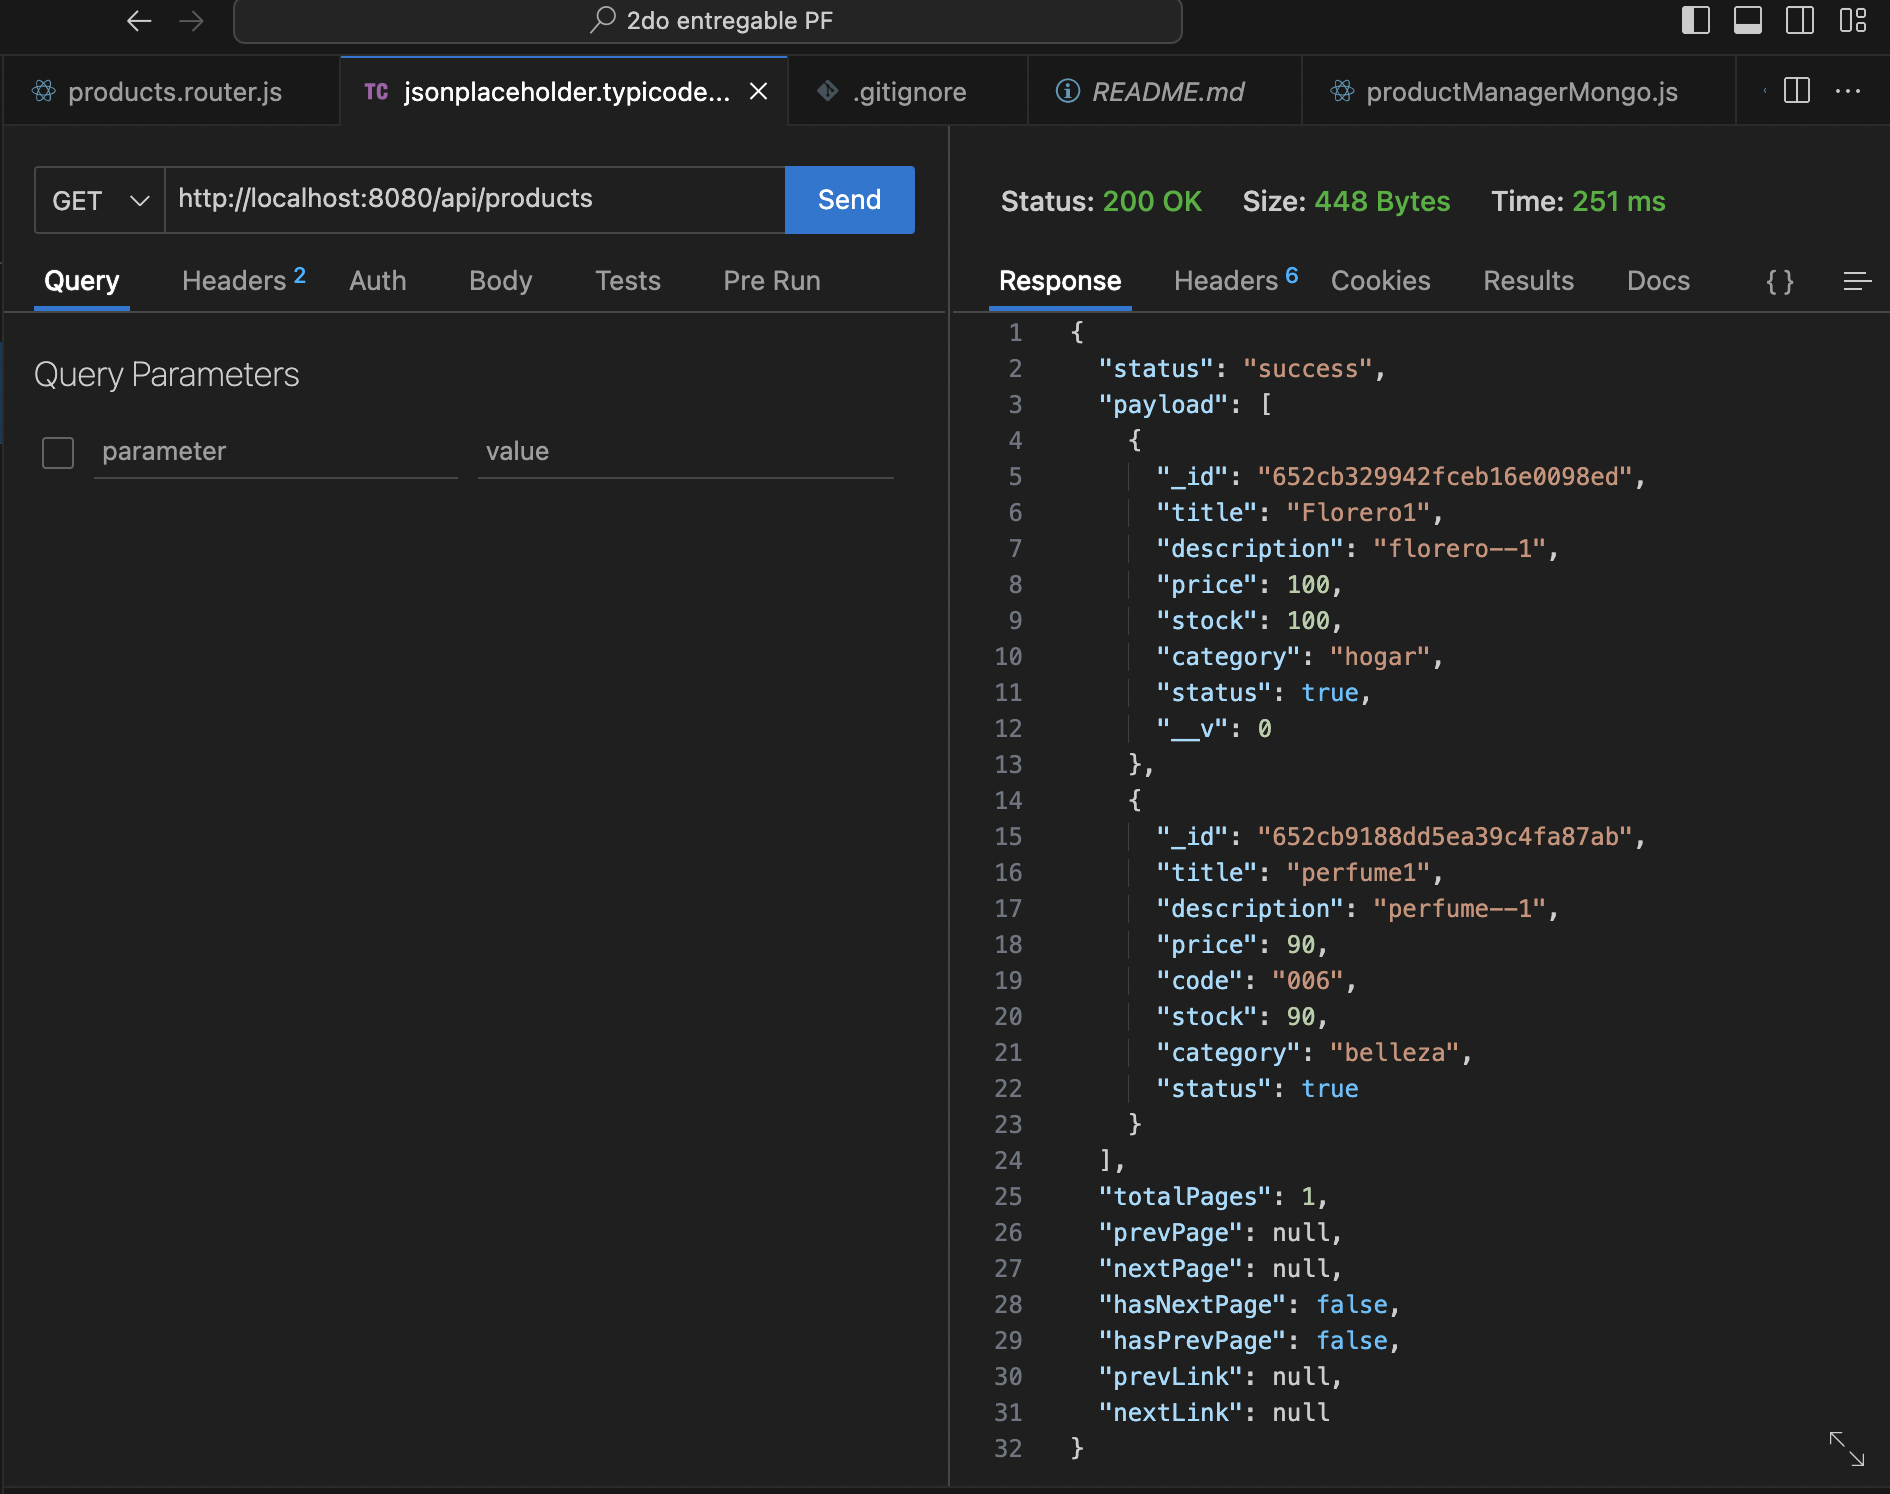 2do entregable PF
products.router.js
TC jsonplaceholder.typicode...
.gitignore
README.md
productManagerMongo.js
GET
http://localhost:8080/api/products
Send
Status: 200 OK Size: 448 Bytes Time: 251 ms
Query Headers 2 Auth Body Tests Pre Run
Response Headers 6 Cookies Results Docs {}
Query Parameters
parameter value
1 {
2 "status": "success",
3 "payload": [
4 {
5 "_id": "652cb329942fceb16e0098ed",
6 "title": "Florero1",
7 "description": "florero--1",
8 "price": 100,
9 "stock": 100,
10 "category": "hogar",
11 "status": true,
12 "__v": 0
13 },
14 {
15 "_id": "652cb9188dd5ea39c4fa87ab",
16 "title": "perfume1",
17 "description": "perfume--1",
18 "price": 90,
19 "code": "006",
20 "stock": 90,
21 "category": "belleza",
22 "status": true
23 }
24 ],
25 "totalPages": 1,
26 "prevPage": null,
27 "nextPage": null,
28 "hasNextPage": false,
29 "hasPrevPage": false,
30 "prevLink": null,
31 "nextLink": null
32 }